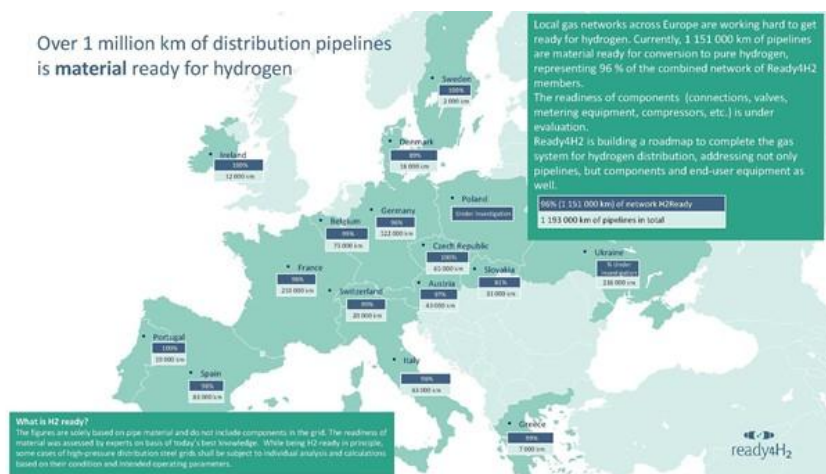 Over 1 million km of distribution pipelines
is material ready for hydrogen
Local gas networks across Europe are working hard to get
ready for hydrogen. Currently, 1 151 000 km of pipelines
are material ready for conversion to pure hydrogen,
representing 96 % of the combined network of Ready4H2
members.
The readiness of components (connections, valves,
metering equipment, compressors, etc.) is under
evaluation.
Ready4H2 is building a roadmap to complete the gas
system for hydrogen distribution, addressing not only
pipelines, but components and end-user equipment as
well.
96% (1 151 000 km) of network H2Ready
1 193 000 km of pipelines in total
Sweden
100%
Denmark
Ireland
100%
12 000 km
Poland
Under Investigation
Germany
96%
Belgium
Czech Republic
100%
Ukraine
% Under
Investigation
Slovakia
France
Austria
97%
Switzerland
Portugal
100%
Spain
Italy
Greece
99%
7 000 km
What is H2 ready?
The figures are solely based on pipe material and do not include components in the grid. The readiness of
material was assessed by experts on basis of today's best knowledge. While being H2 ready in principle,
some cases of high-pressure distribution steel grids shall be subject to individual analysis and calculations
based on their condition and intended operating parameters.
ready4H2